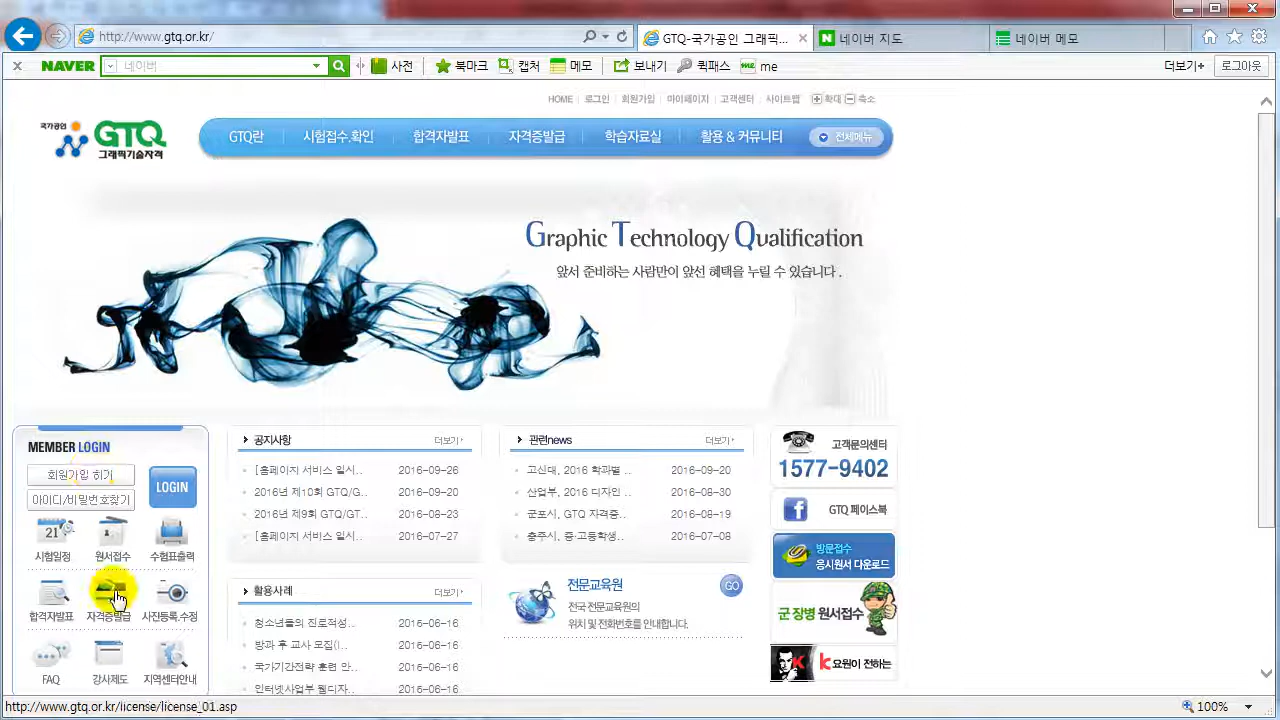 http://www.gtq.or.kr/
GTQ-국가공인 그래픽...
네이버 지도
네이버 메모
NAVER
네이버
사전
북마크
캡처
메모
보내기
퀵패스
me
더보기+
로그아웃
HOME 로그인 회원가입 마이페이지 고객센터 사이트맵 확대 축소
국가공인
GTQ
그래픽기술자격
GTQ란 시험접수.확인 합격자발표 자격증발급 학습자료실 활용 & 커뮤니티 전체메뉴
Graphic Technology Qualification
앞서 준비하는 사람만이 앞선 혜택을 누릴 수 있습니다.
MEMBER LOGIN
회원가입 하기
아이디/비밀번호찾기
LOGIN
21
시험일정 원서접수 수험표출력
합격자발표 자격증발급 사진등록.수정
FAQ 강사제도 지역센터안내
공지사항 더보기
[홈페이지 서비스 일시.. 2016-09-26
2016년 제10회 GTQ/G.. 2016-09-20
2016년 제9회 GTQ/GT.. 2016-08-23
[홈페이지 서비스 일시.. 2016-07-27
활용사례 더보기
청소년들의 진로적성.. 2016-06-16
방과 후 교사 모집(I.. 2016-06-16
국가기간전략 훈련 안.. 2016-06-16
인터넷사업부 웹디자.. 2016-06-16
관련news 더보기
고신대, 2016 학과별 .. 2016-09-20
산업부, 2016 디자인 .. 2016-08-30
군포시, GTQ 자격증.. 2016-08-19
충주시, 중·고등학생.. 2016-07-08
전문교육원 GO
전국 전문교육원의
위치 및 전화번호를 안내합니다.
고객문의센터
1577-9402
GTQ 페이스북
방문접수
응시원서 다운로드
군 장병 원서접수
k요원이 전하는
http://www.gtq.or.kr/license/license_01.asp
100%